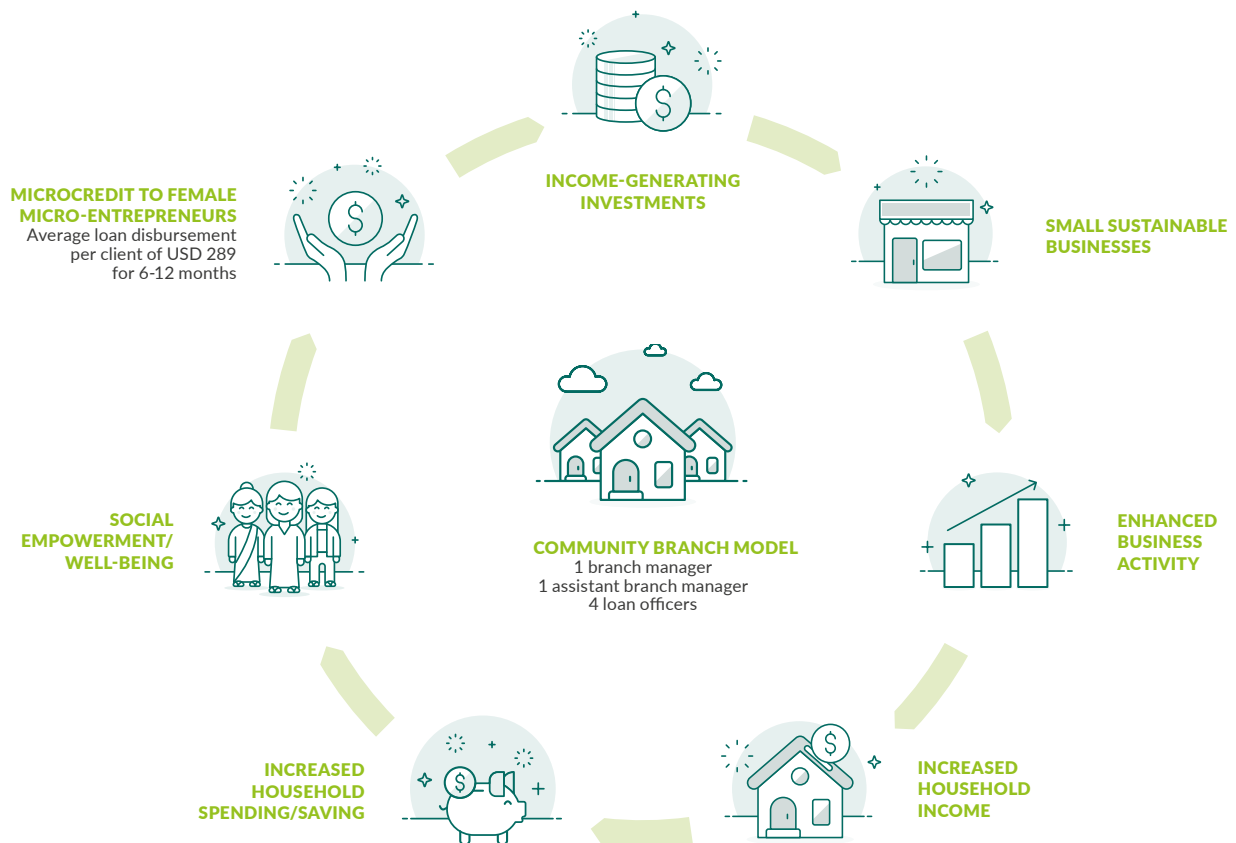 INCOME-GENERATING
INVESTMENTS
MICROCREDIT TO FEMALE
MICRO-ENTREPRENEURS
Average loan disbursement
per client of USD 289
for 6-12 months
SMALL SUSTAINABLE
BUSINESSES
SOCIAL
EMPOWERMENT/
WELL-BEING
COMMUNITY BRANCH MODEL
1 branch manager
1 assistant branch manager
4 loan officers
ENHANCED
BUSINESS
ACTIVITY
INCREASED
HOUSEHOLD
SPENDING/SAVING
INCREASED
HOUSEHOLD
INCOME